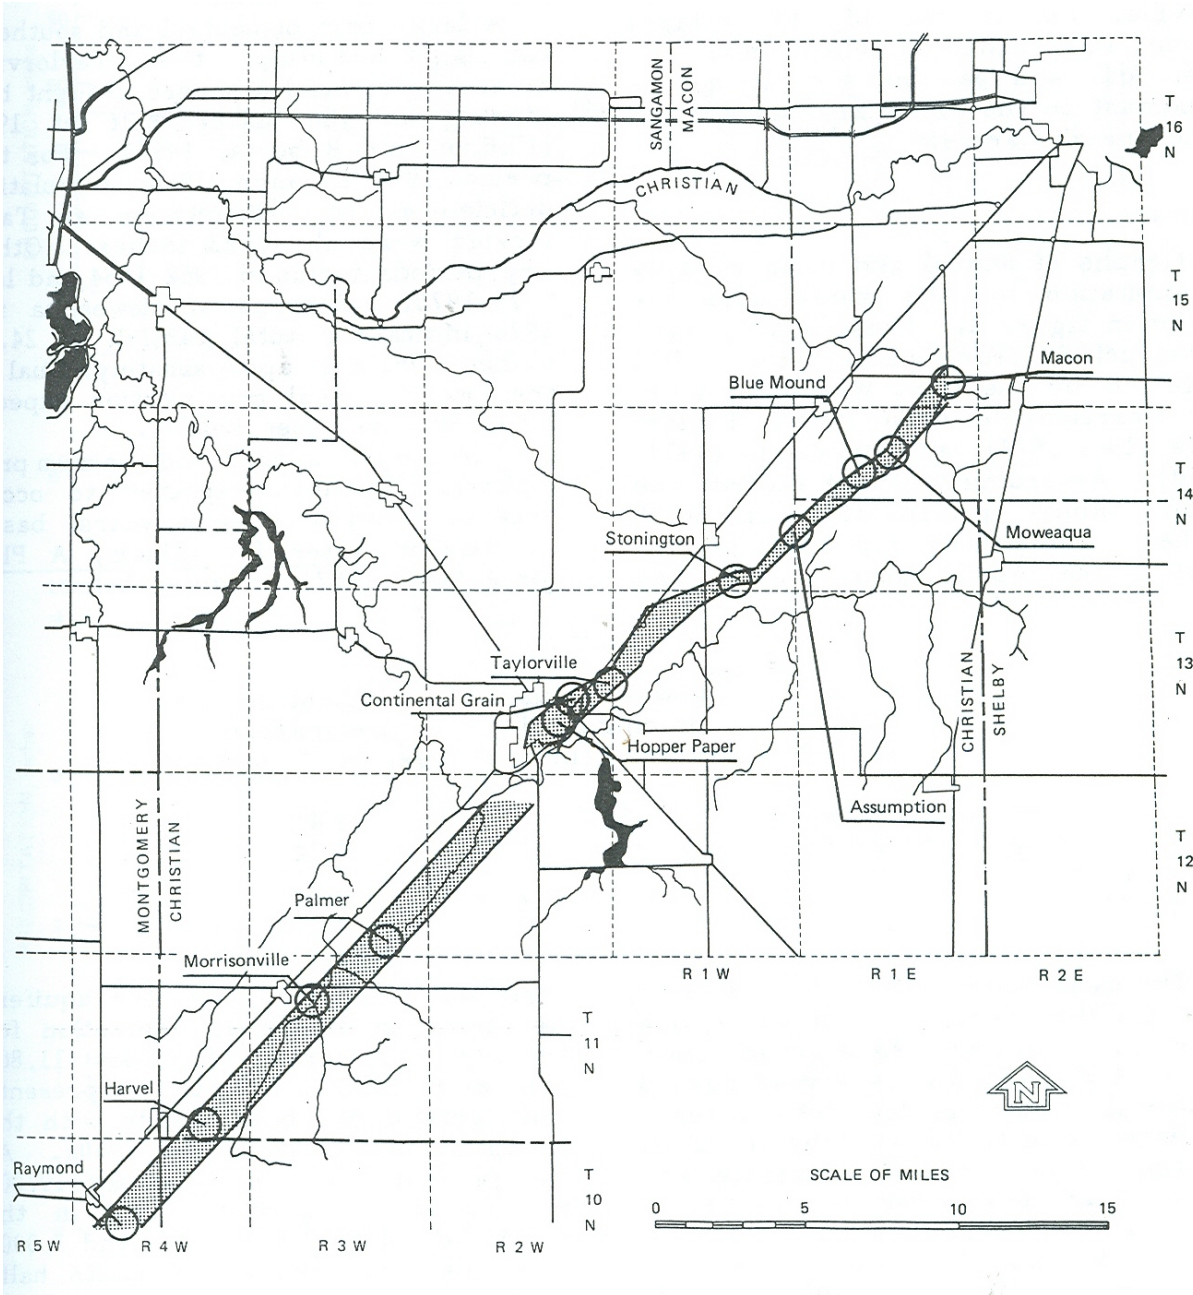 SANGAMON
MACON
T
16
N
CHRISTIAN
T
15
N
Macon
Blue Mound
T
14
N
Moweaqua
Stonington
T
13
N
Taylorville
Continental Grain
CHRISTIAN
SHELBY
Hopper Paper
Assumption
MONTGOMERY
CHRISTIAN
T
12
N
Palmer
Morrisonville
R 1 W
R 1 E
R 2 E
T
11
N
Harvel
N
Raymond
SCALE OF MILES
T
10
N
0
5
10
15
R 5 W
R 4 W
R 3 W
R 2 W